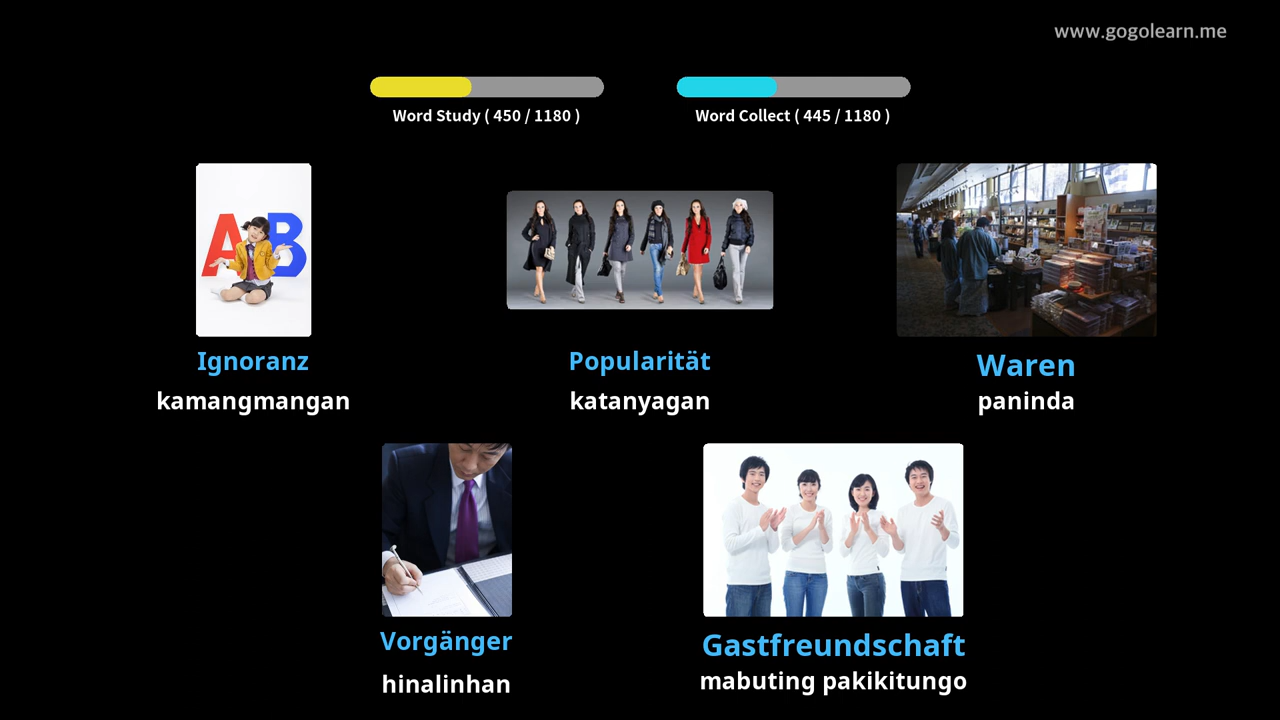 www.gogolearn.me
Word Study ( 450 / 1180 )
Word Collect ( 445 / 1180 )
AB
Ignoranz
kamangmangan
Popularität
katanyagan
Waren
paninda
Vorgänger
hinalinhan
Gastfreundschaft
mabuting pakikitungo